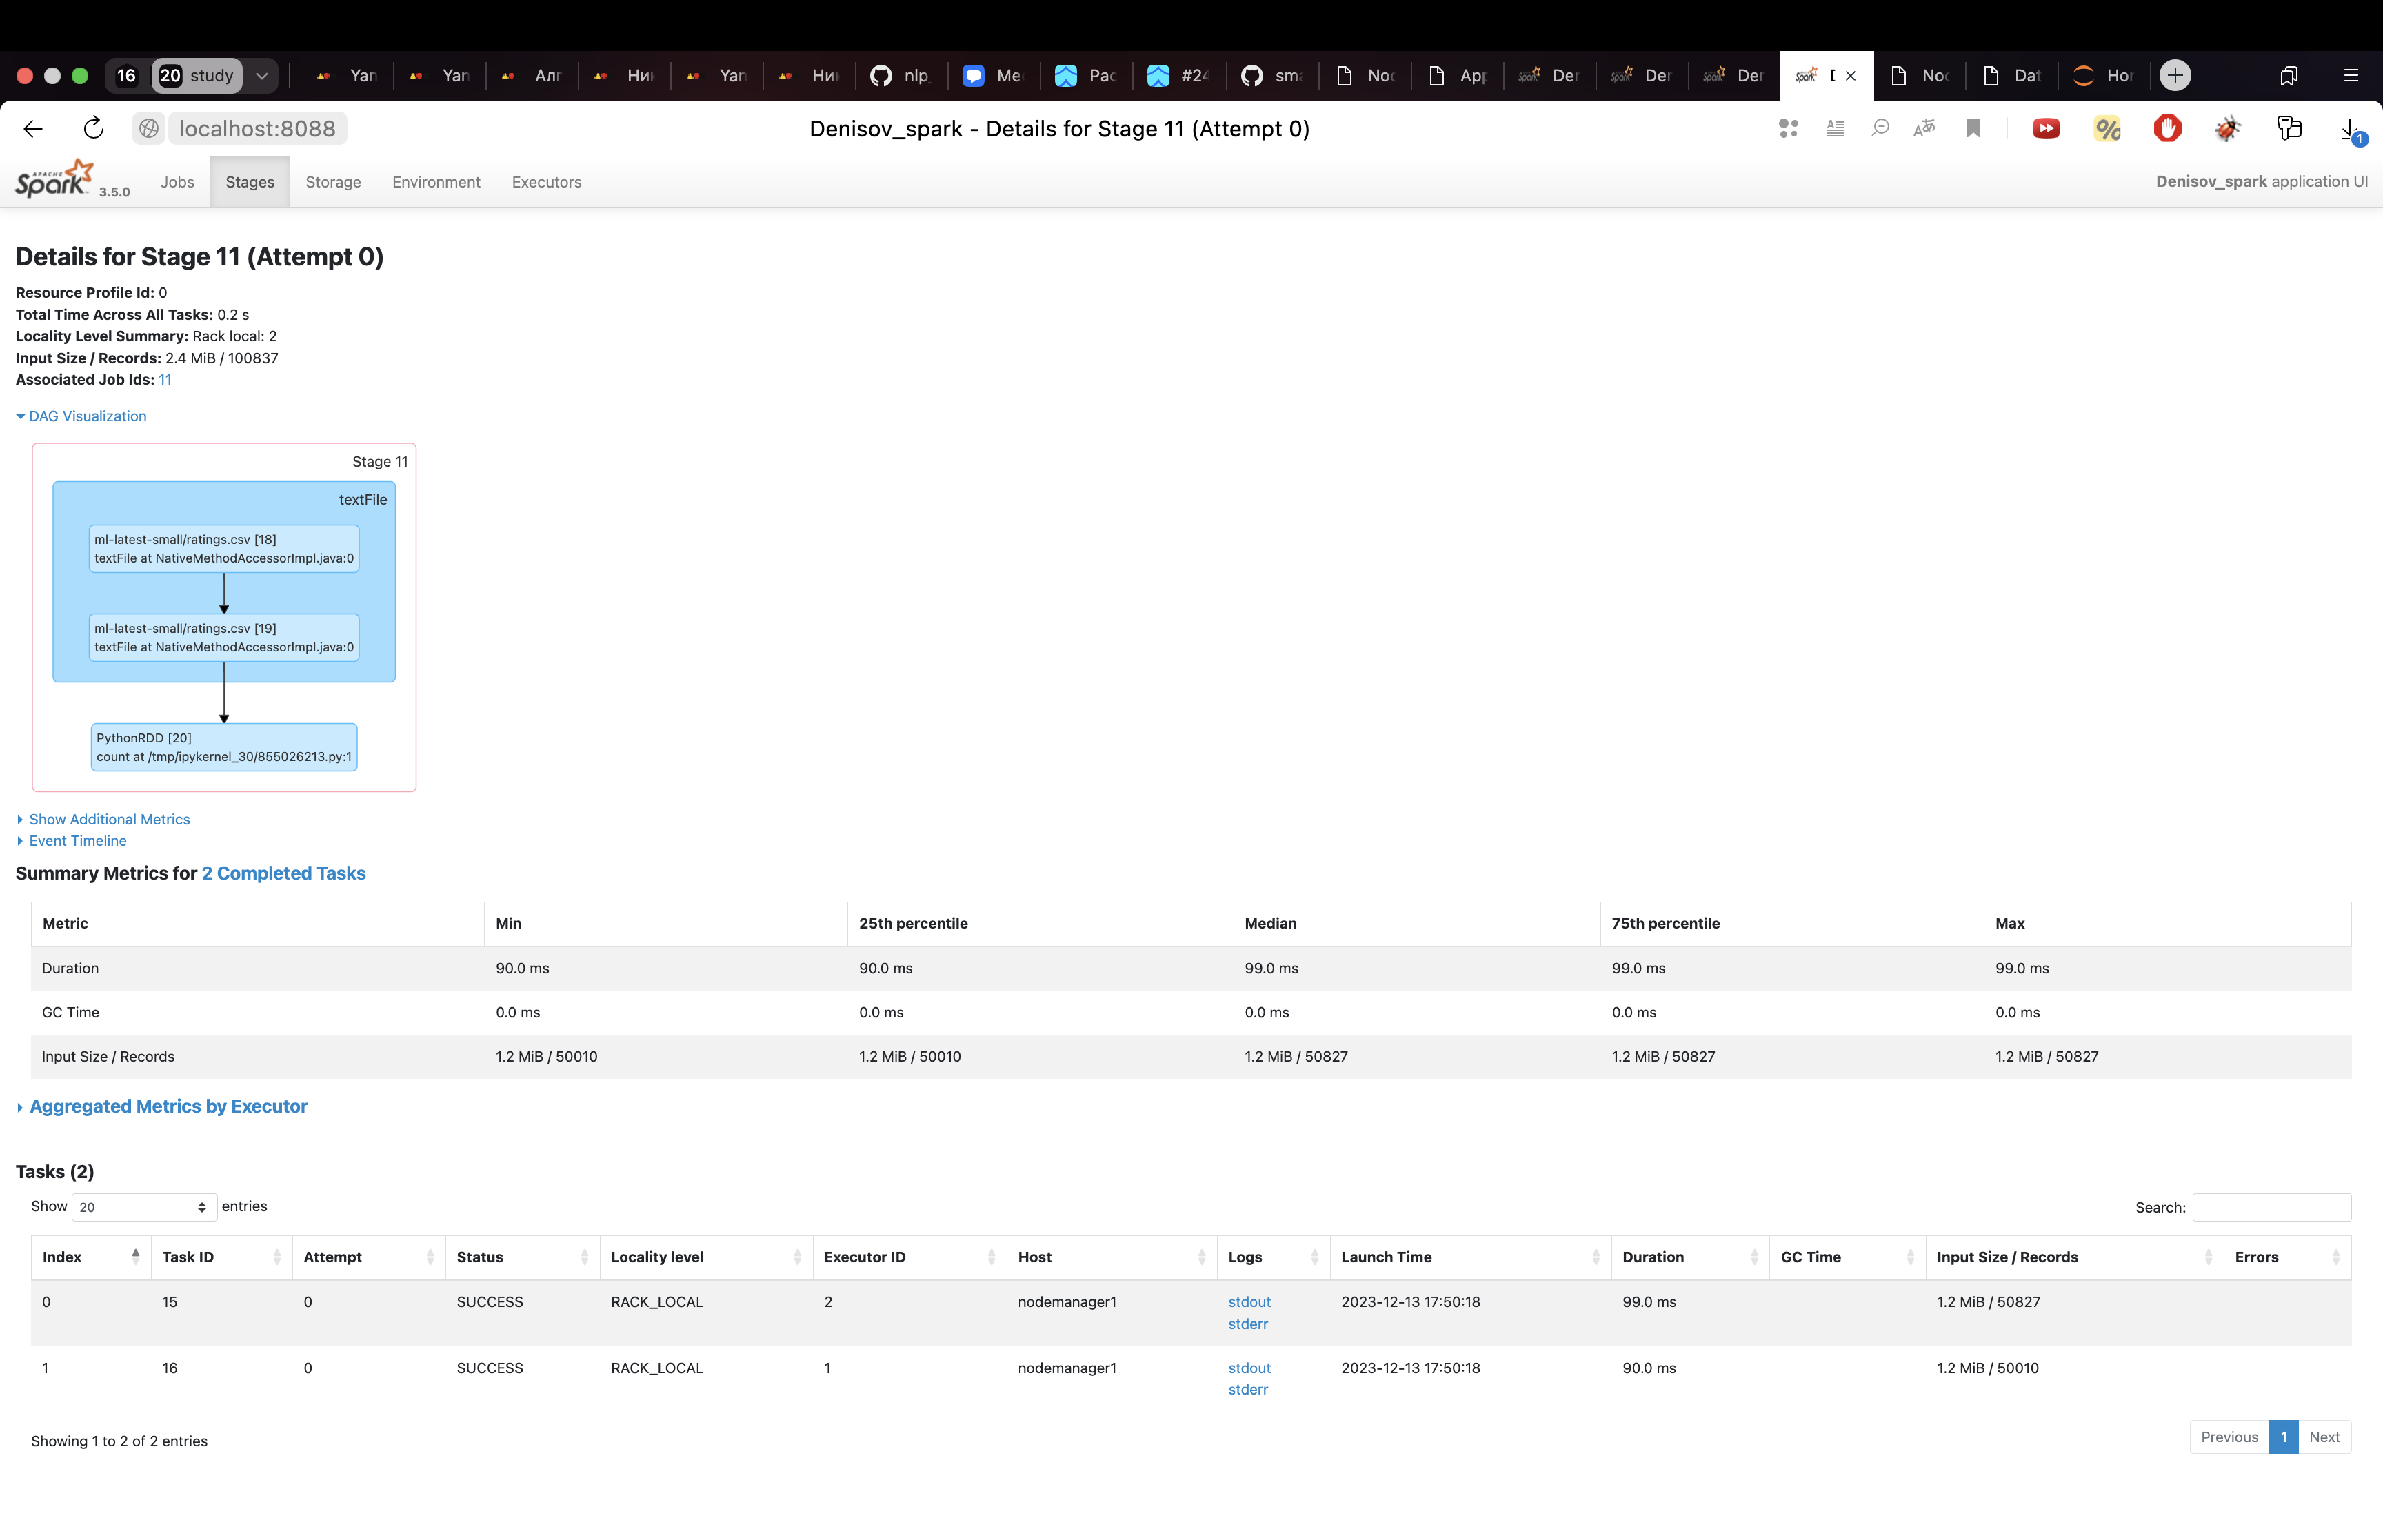 16 20 study Yan Yan Алг Ник Yan Ник nlp_ Me Pac #24 sma Noc App Der Der Der Noc Dat Hor
localhost:8088 Denisov_spark - Details for Stage 11 (Attempt 0) 1
APACHE Spark 3.5.0 Jobs Stages Storage Environment Executors Denisov_spark application UI
Details for Stage 11 (Attempt 0)
Resource Profile Id: 0
Total Time Across All Tasks: 0.2 s
Locality Level Summary: Rack local: 2
Input Size / Records: 2.4 MiB / 100837
Associated Job Ids: 11
DAG Visualization
Stage 11
textFile
ml-latest-small/ratings.csv [18]
textFile at NativeMethodAccessorImpl.java:0
ml-latest-small/ratings.csv [19]
textFile at NativeMethodAccessorImpl.java:0
PythonRDD [20]
count at /tmp/ipykernel_30/855026213.py:1
Show Additional Metrics
Event Timeline
Summary Metrics for 2 Completed Tasks
Metric Min 25th percentile Median 75th percentile Max
Duration 90.0 ms 90.0 ms 99.0 ms 99.0 ms 99.0 ms
GC Time 0.0 ms 0.0 ms 0.0 ms 0.0 ms 0.0 ms
Input Size / Records 1.2 MiB / 50010 1.2 MiB / 50010 1.2 MiB / 50827 1.2 MiB / 50827 1.2 MiB / 50827
Aggregated Metrics by Executor
Tasks (2)
Show 20 entries Search:
Index Task ID Attempt Status Locality level Executor ID Host Logs Launch Time Duration GC Time Input Size / Records Errors
0 15 0 SUCCESS RACK_LOCAL 2 nodemanager1 stdout 2023-12-13 17:50:18 99.0 ms 1.2 MiB / 50827
stderr
1 16 0 SUCCESS RACK_LOCAL 1 nodemanager1 stdout 2023-12-13 17:50:18 90.0 ms 1.2 MiB / 50010
stderr
Showing 1 to 2 of 2 entries Previous 1 Next